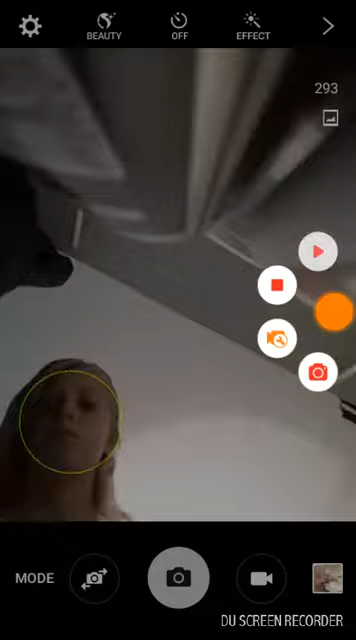 BEAUTY
OFF
EFFECT
293
MODE
DU SCREEN RECORDER